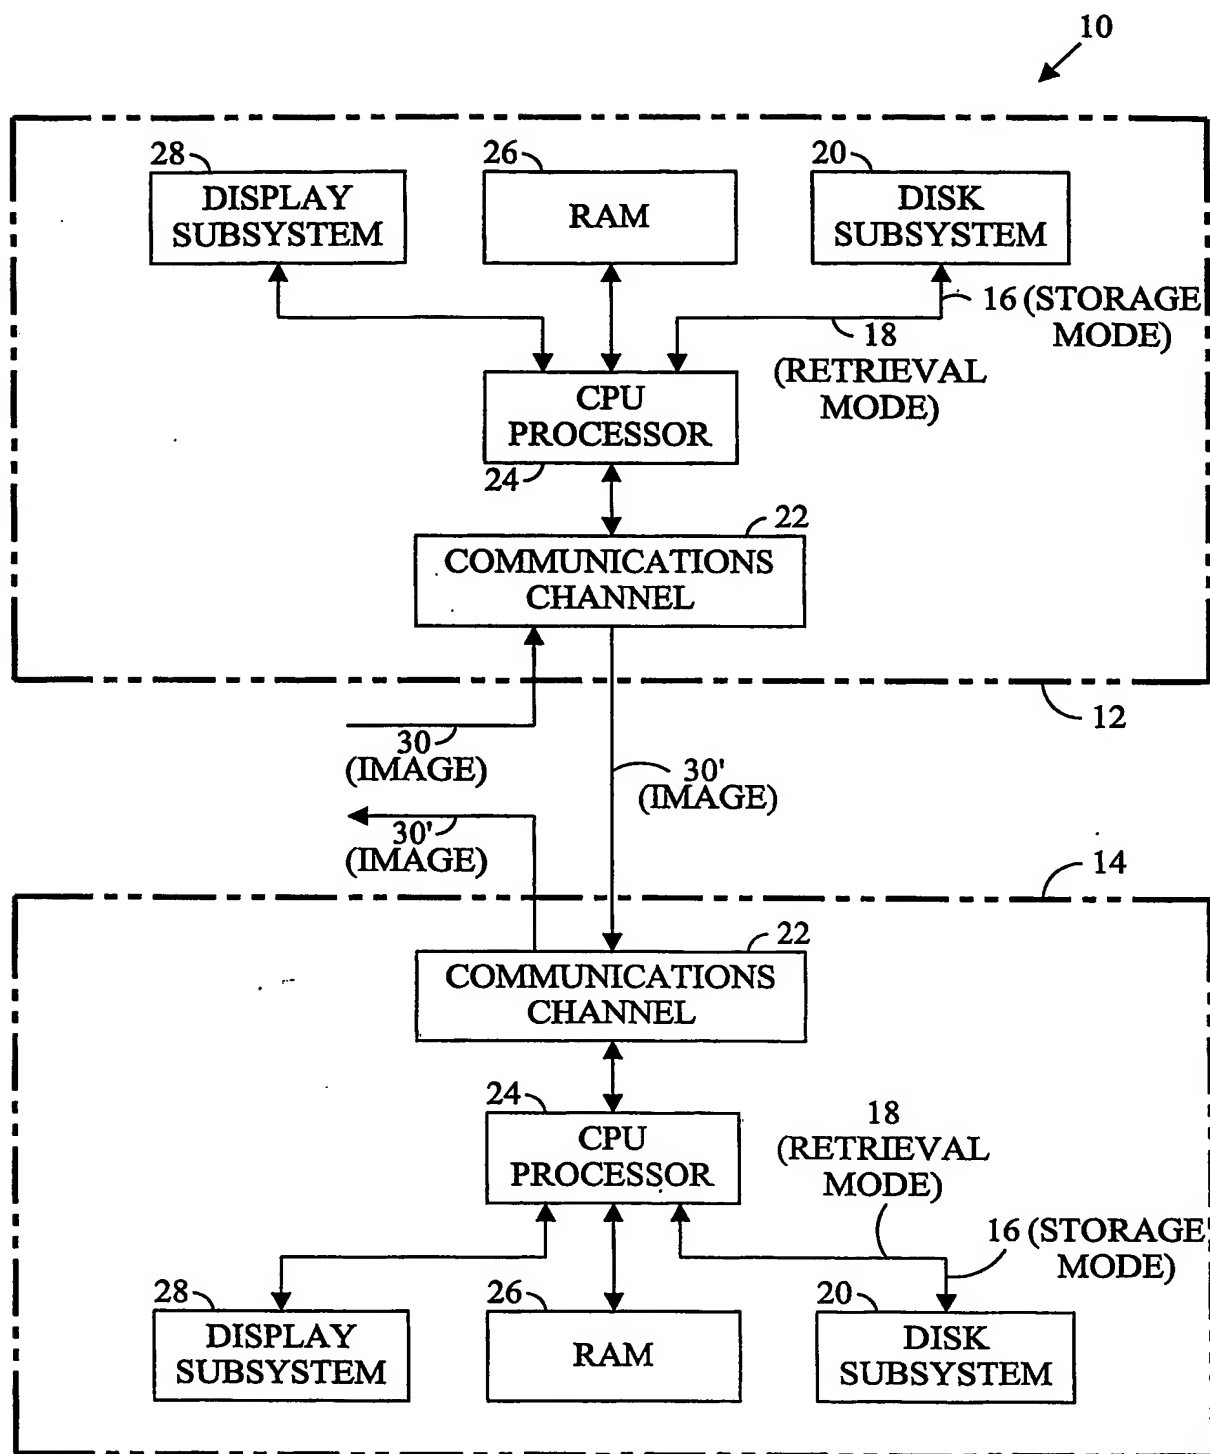 10
28
DISPLAY
SUBSYSTEM
26
RAM
20
DISK
SUBSYSTEM
16 (STORAGE
MODE)
18
(RETRIEVAL
MODE)
CPU
PROCESSOR
24
22
COMMUNICATIONS
CHANNEL
12
30
(IMAGE)
30'
(IMAGE)
30'
(IMAGE)
14
22
COMMUNICATIONS
CHANNEL
24
CPU
PROCESSOR
18
(RETRIEVAL
MODE)
16 (STORAGE
MODE)
28
DISPLAY
SUBSYSTEM
26
RAM
20
DISK
SUBSYSTEM